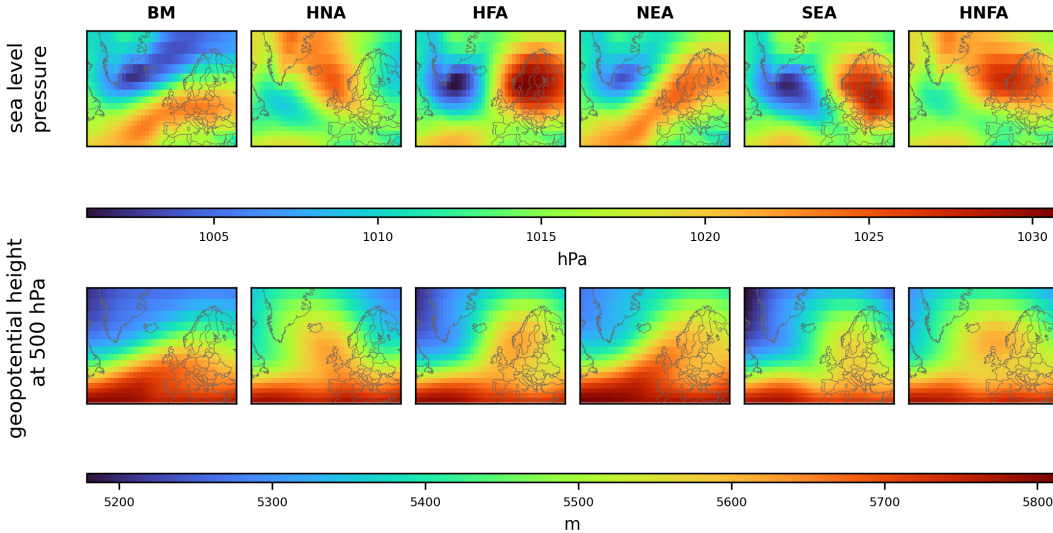 BM HNA HFA NEA SEA HNFA
sea level
pressure
1005 1010 1015 1020 1025 1030
hPa
geopotential height
at 500 hPa
5200 5300 5400 5500 5600 5700 5800
m